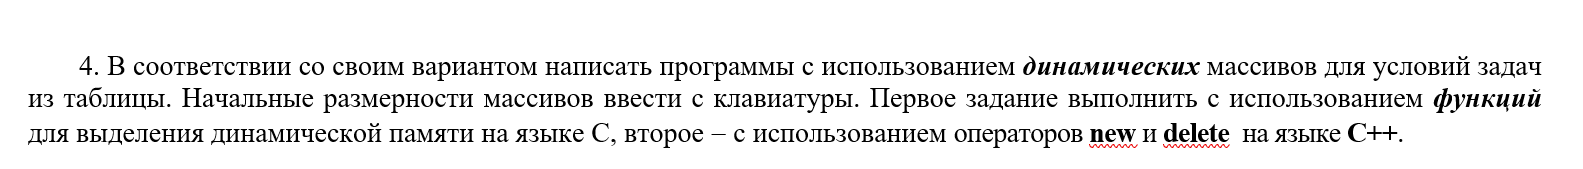 4. В соответствии со своим вариантом написать программы с использованием динамических массивов для условий задач
из таблицы. Начальные размерности массивов ввести с клавиатуры. Первое задание выполнить с использованием функций
для выделения динамической памяти на языке С, второе – с использованием операторов new и delete на языке С++.